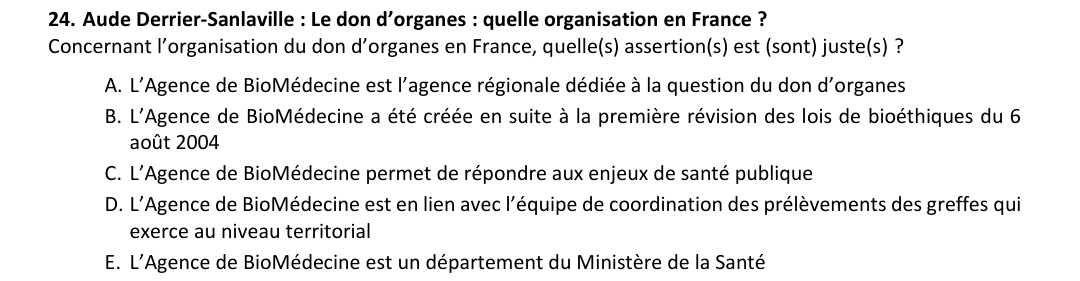 24. Aude Derrier-Sanlaville : Le don d’organes : quelle organisation en France ?
Concernant l’organisation du don d’organes en France, quelle(s) assertion(s) est (sont) juste(s) ?
A. L’Agence de BioMédecine est l’agence régionale dédiée à la question du don d’organes
B. L’Agence de BioMédecine a été créée en suite à la première révision des lois de bioéthiques du 6
août 2004
C. L’Agence de BioMédecine permet de répondre aux enjeux de santé publique
D. L’Agence de BioMédecine est en lien avec l’équipe de coordination des prélèvements des greffes qui
exerce au niveau territorial
E. L’Agence de BioMédecine est un département du Ministère de la Santé